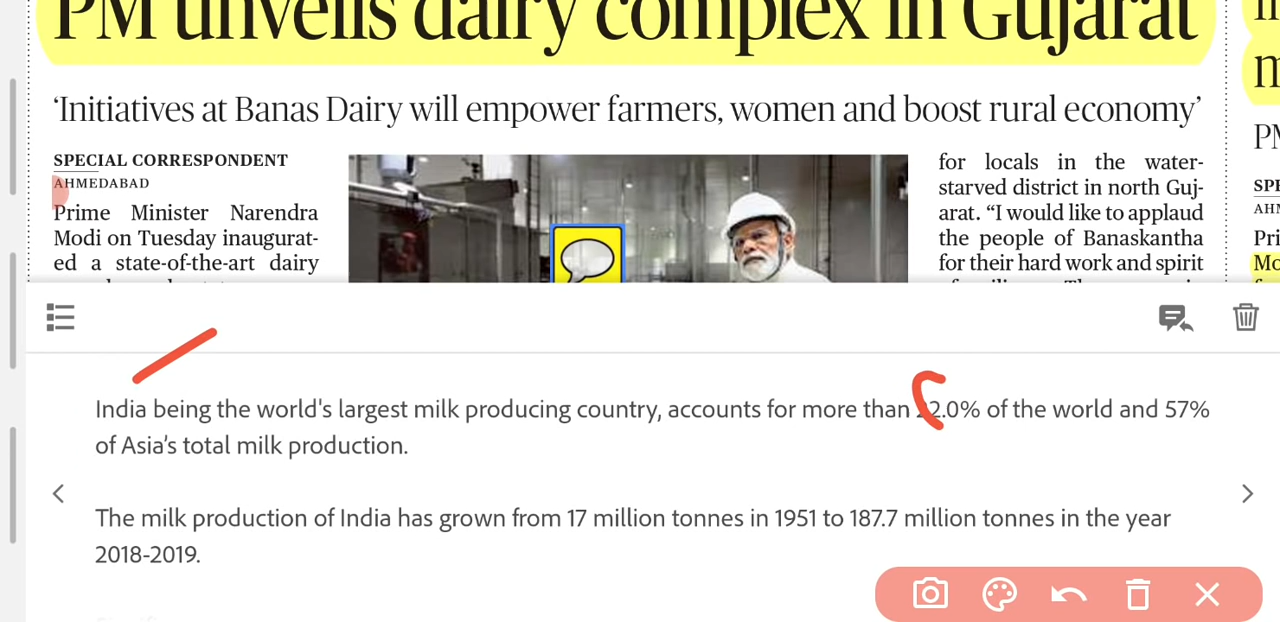 PM unveils dairy complex in Gujarat
‘Initiatives at Banas Dairy will empower farmers, women and boost rural economy’
SPECIAL CORRESPONDENT
AHMEDABAD
Prime Minister Narendra
Modi on Tuesday inaugurat-
ed a state-of-the-art dairy
for locals in the water-
starved district in north Guj-
arat. “I would like to applaud
the people of Banaskantha
for their hard work and spirit
PM
SPE
AHM
Pri
Mo
India being the world's largest milk producing country, accounts for more than 22.0% of the world and 57%
of Asia's total milk production.
The milk production of India has grown from 17 million tonnes in 1951 to 187.7 million tonnes in the year
2018-2019.